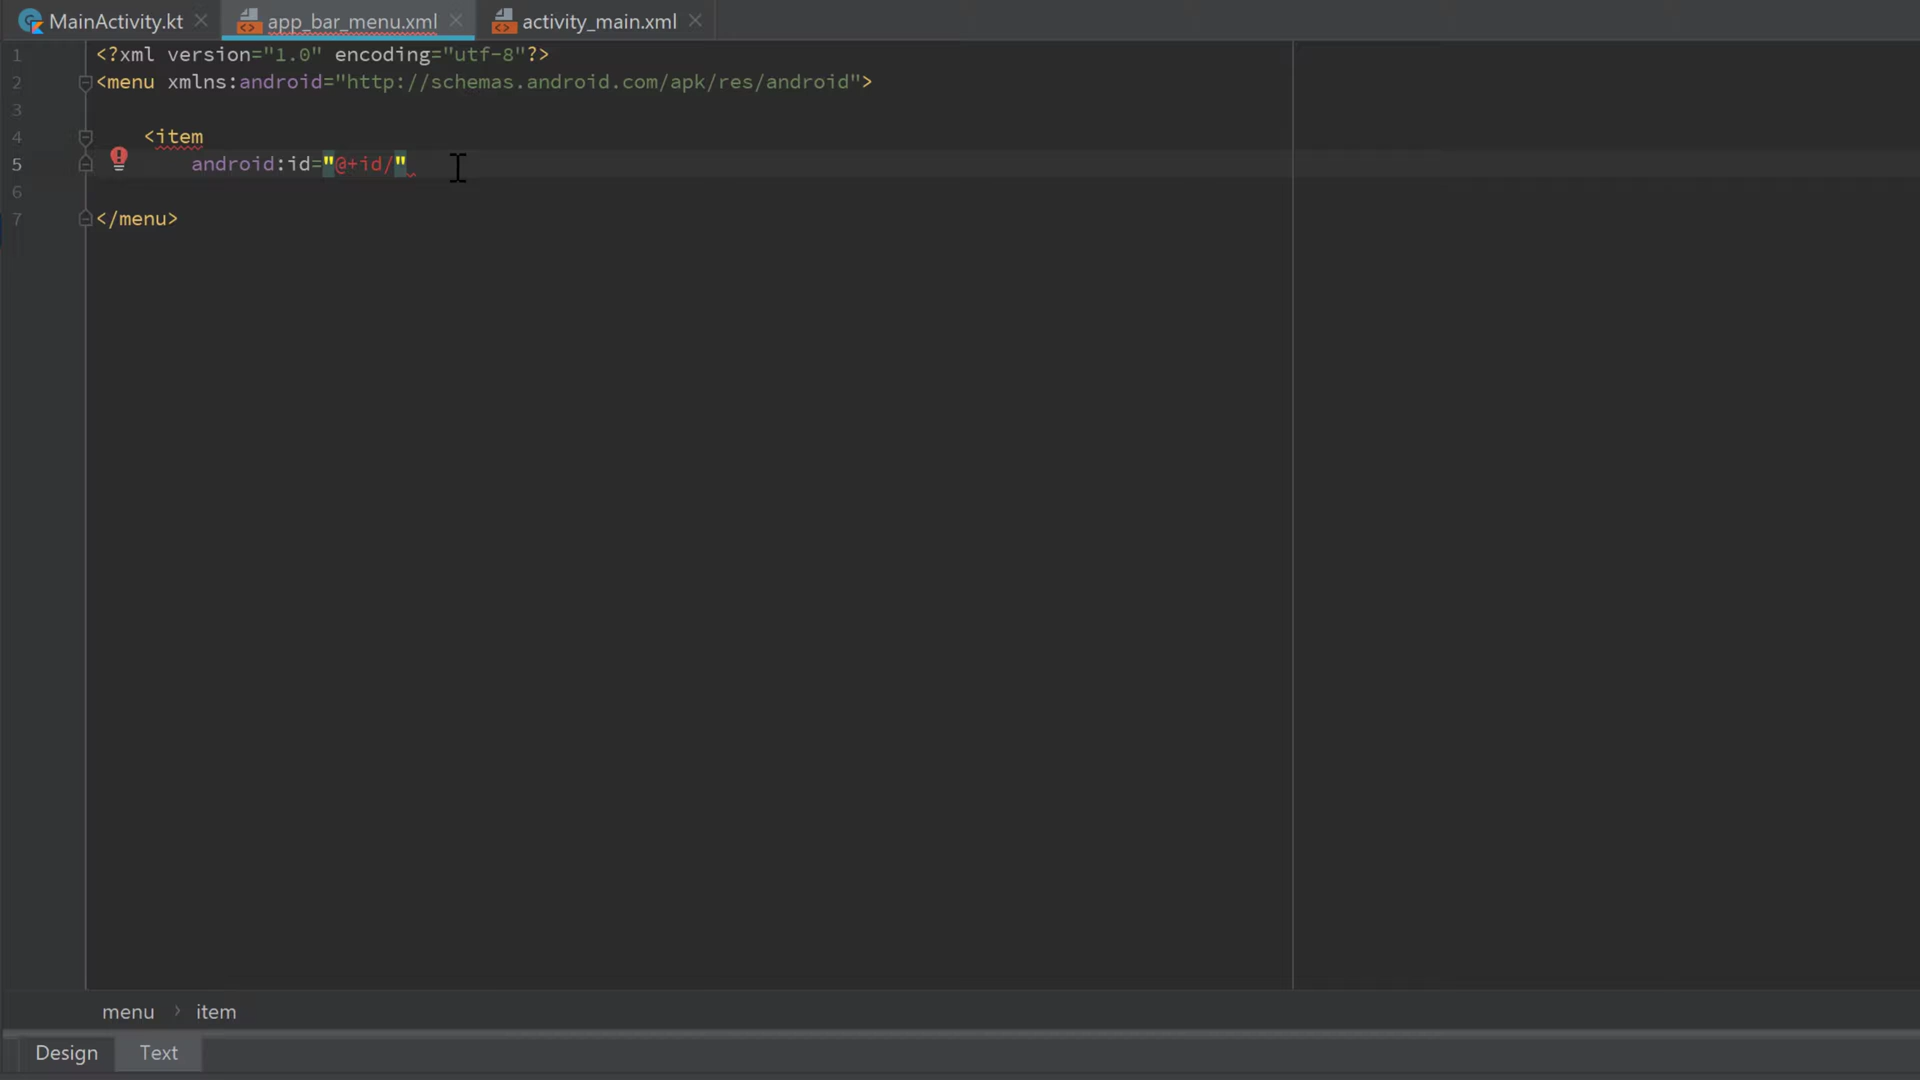 MainActivity.kt app_bar_menu.xml activity_main.xml
1 <?xml version="1.0" encoding="utf-8"?>
2 <menu xmlns:android="http://schemas.android.com/apk/res/android">
3
4 <item
5 android:id="@+id/"
6
7 </menu>
menu › item
Design Text